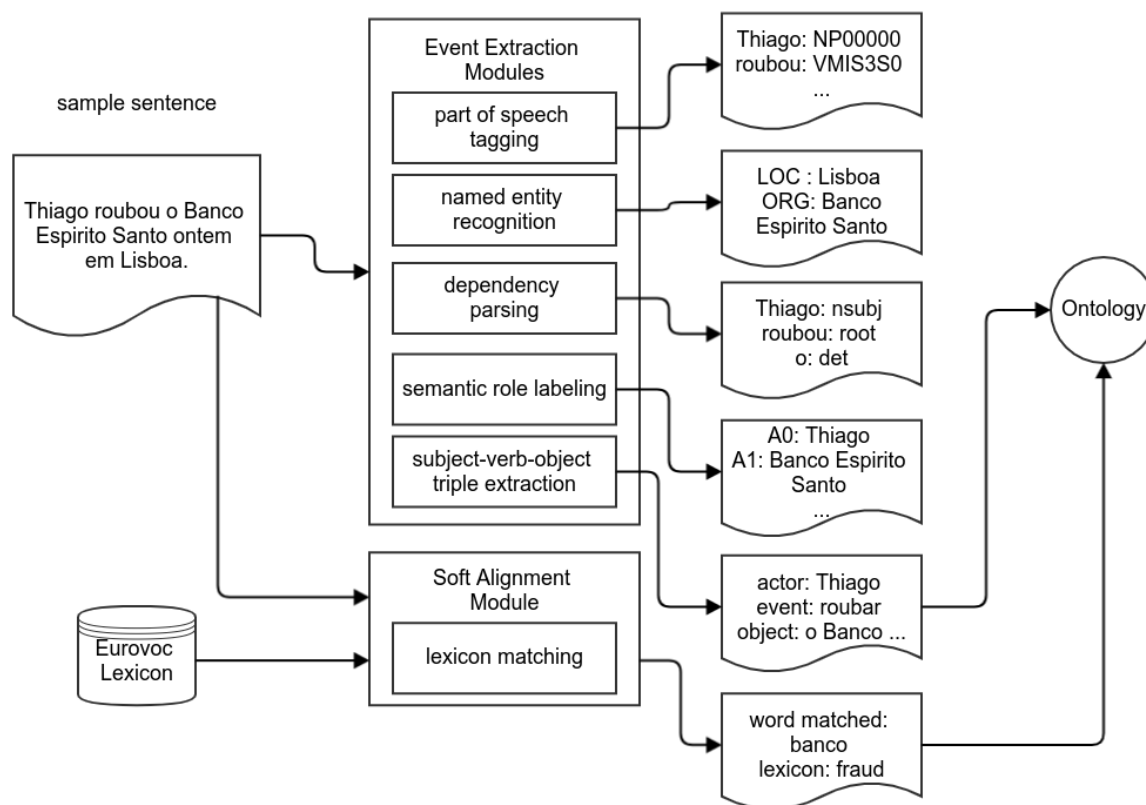 sample sentence
Thiago roubou o Banco
Espirito Santo ontem
em Lisboa.
Eurovoc
Lexicon
Event Extraction
Modules
part of speech
tagging
named entity
recognition
dependency
parsing
semantic role labeling
subject-verb-object
triple extraction
Soft Alignment
Module
lexicon matching
Thiago: NP00000
roubou: VMIS3S0
...
LOC : Lisboa
ORG: Banco
Espirito Santo
Thiago: nsubj
roubou: root
o: det
A0: Thiago
A1: Banco Espirito
Santo
...
actor: Thiago
event: roubar
object: o Banco ...
word matched:
banco
lexicon: fraud
Ontology